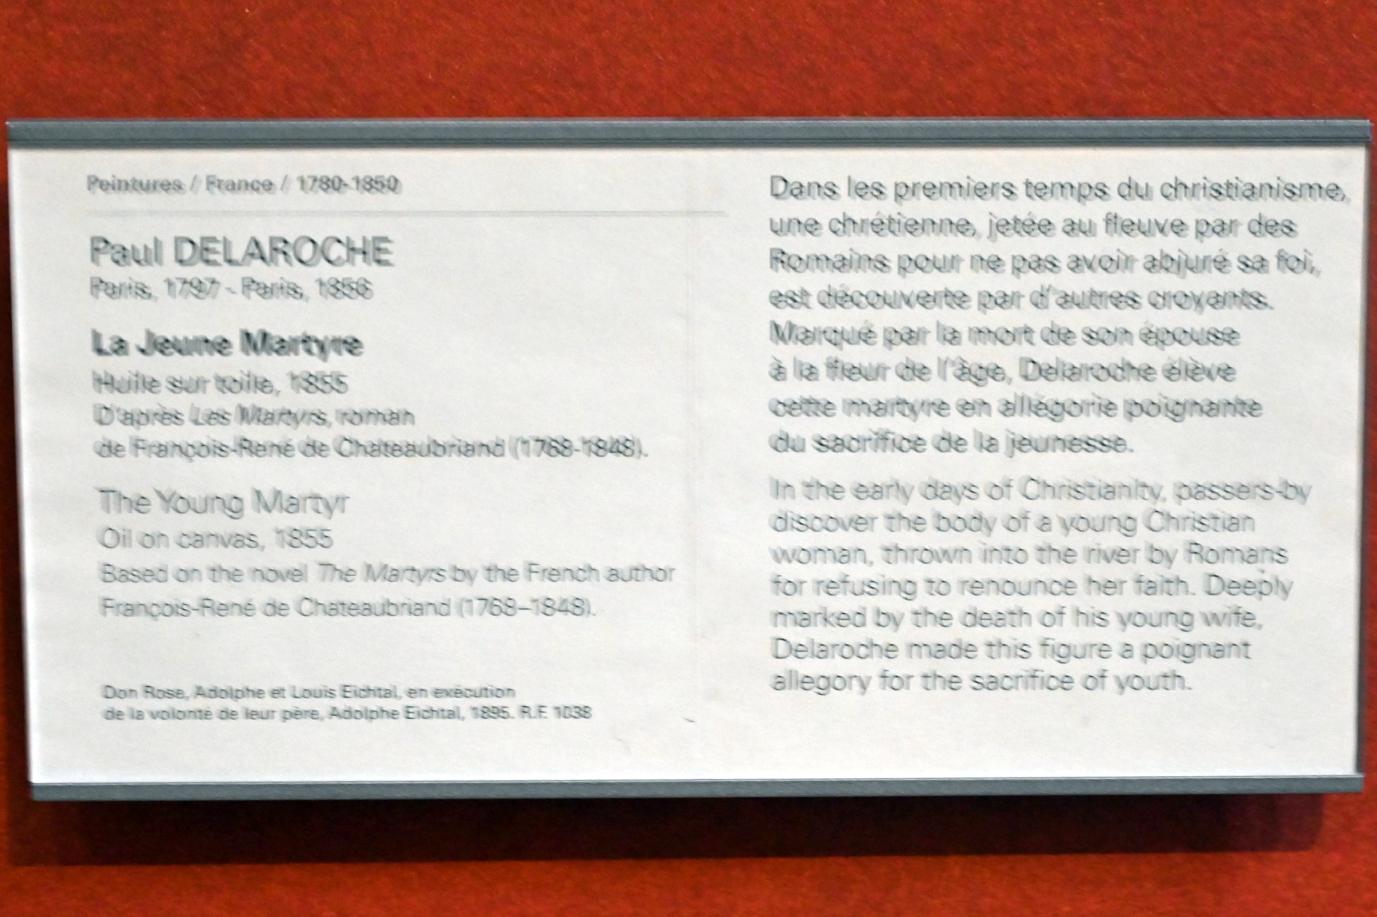 Peintures / France / 1780-1850
Paul DELAROCHE
Paris, 1797 - Paris, 1856
La Jeune Martyre
Huile sur toile, 1855
D'après Les Martyrs, roman
de François-René de Chateaubriand (1768-1848).
The Young Martyr
Oil on canvas, 1855
Based on the novel The Martyrs by the French author
François-René de Chateaubriand (1768–1848).
Don Rose, Adolphe et Louis Eichtal, en exécution
de la volonté de leur père, Adolphe Eichtal, 1895. R.F. 1038
Dans les premiers temps du christianisme,
une chrétienne, jetée au fleuve par des
Romains pour ne pas avoir abjuré sa foi,
est découverte par d'autres croyants.
Marqué par la mort de son épouse
à la fleur de l'âge, Delaroche élève
cette martyre en allégorie poignante
du sacrifice de la jeunesse.
In the early days of Christianity, passers-by
discover the body of a young Christian
woman, thrown into the river by Romans
for refusing to renounce her faith. Deeply
marked by the death of his young wife,
Delaroche made this figure a poignant
allegory for the sacrifice of youth.